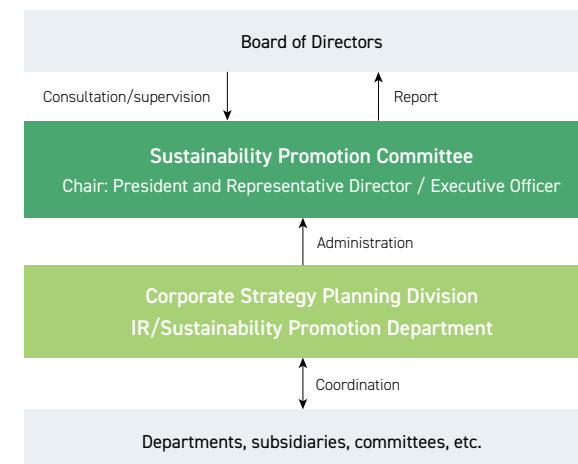 Board of Directors
Consultation/supervision
Report
Sustainability Promotion Committee
Chair: President and Representative Director / Executive Officer
Administration
Corporate Strategy Planning Division
IR/Sustainability Promotion Department
Coordination
Departments, subsidiaries, committees, etc.